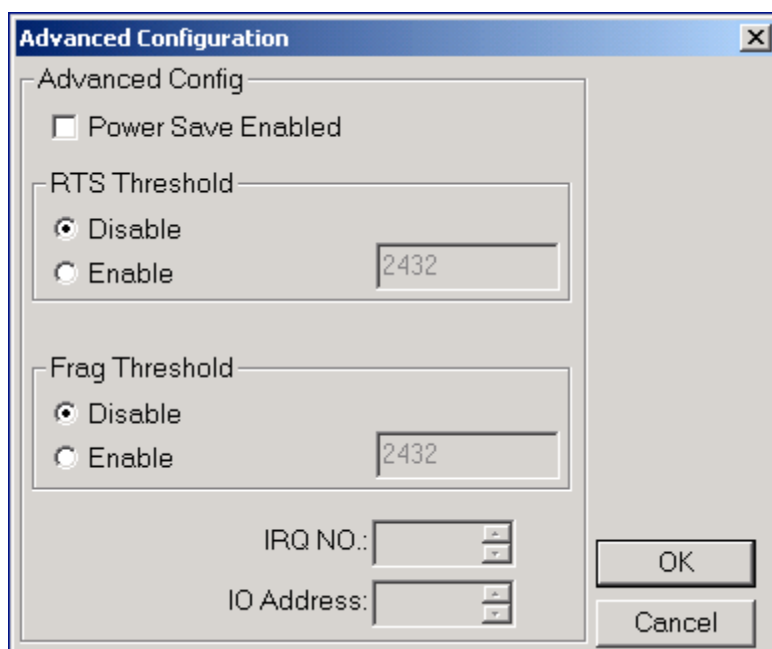 Advanced Configuration
Advanced Config
Power Save Enabled
RTS Threshold
Disable
Enable
2432
Frag Threshold
Disable
Enable
2432
IRQ NO.:
IO Address:
OK
Cancel